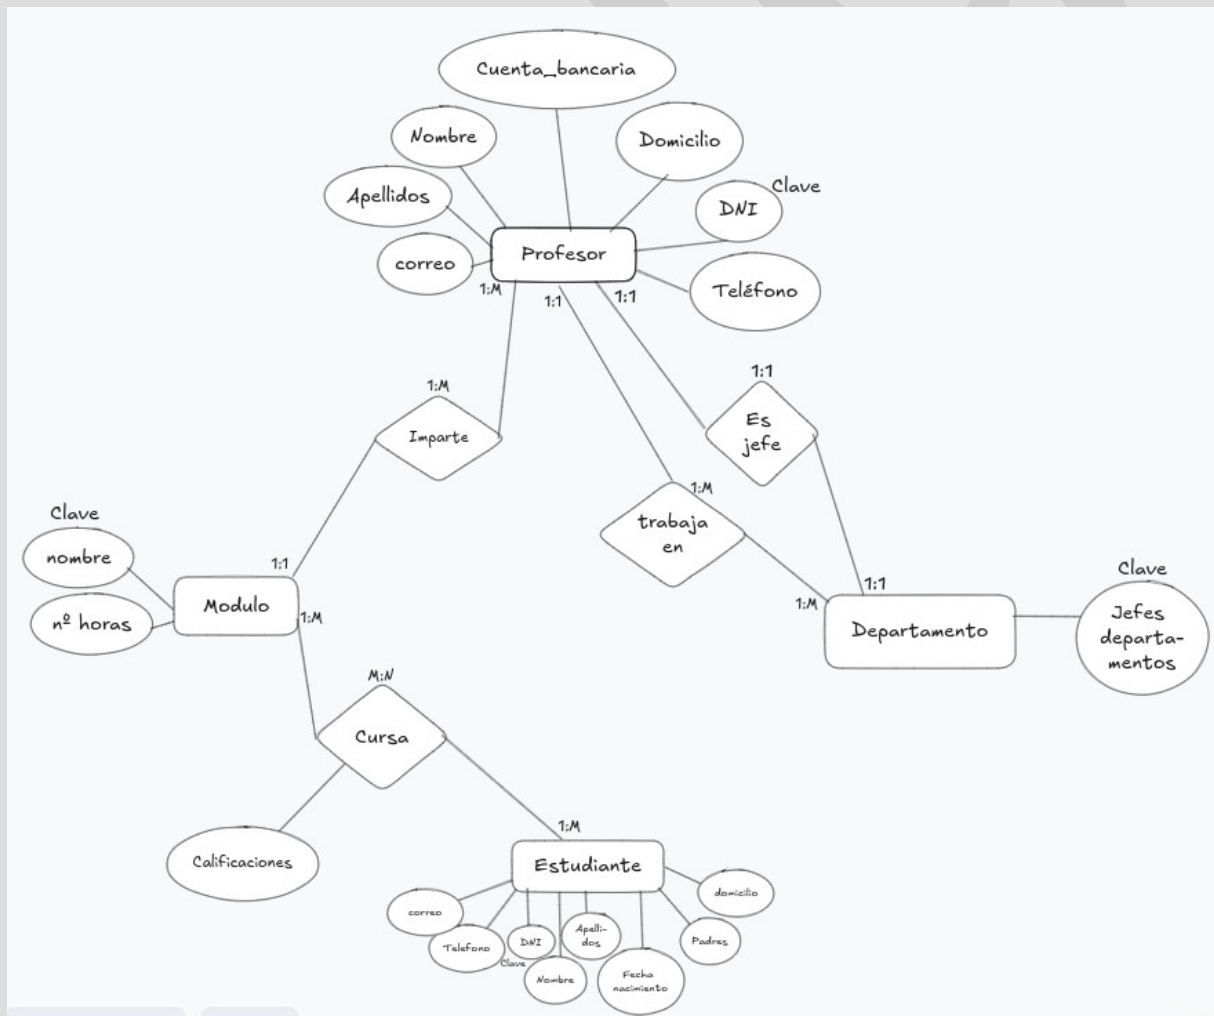 Cuenta_bancaria
Nombre
Domicilio
Apellidos
Clave
DNI
correo
Profesor
Teléfono
1:M
1:1
1:1
1:M
Imparte
1:1
Es
jefe
1:M
trabaja
en
Clave
nombre
nº horas
1:1
Modulo
1:M
1:M
1:1
Departamento
Clave
Jefes
departa-
mentos
M:N
Cursa
Calificaciones
1:M
Estudiante
correo
Telefono
DNI
Clave
Nombre
Apelli-
dos
Fecha
nacimiento
Padres
domicilio